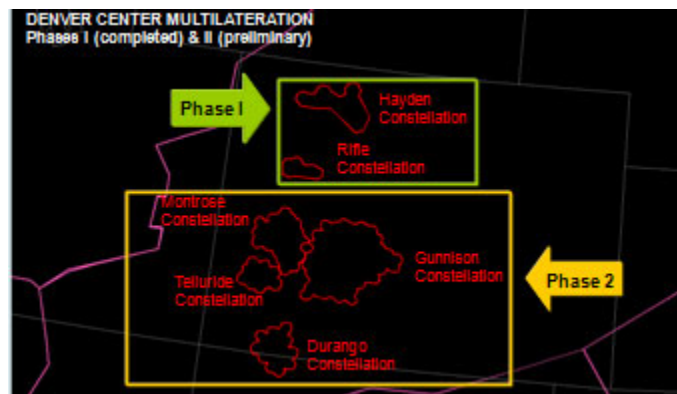 DENVER CENTER MULTILATERATION
Phases I (completed) & II (preliminary)
Phase I
Hayden
Constellation
Rifle
Constellation
Montrose
Constellation
Gunnison
Constellation
Telluride
Constellation
Phase 2
Durango
Constellation